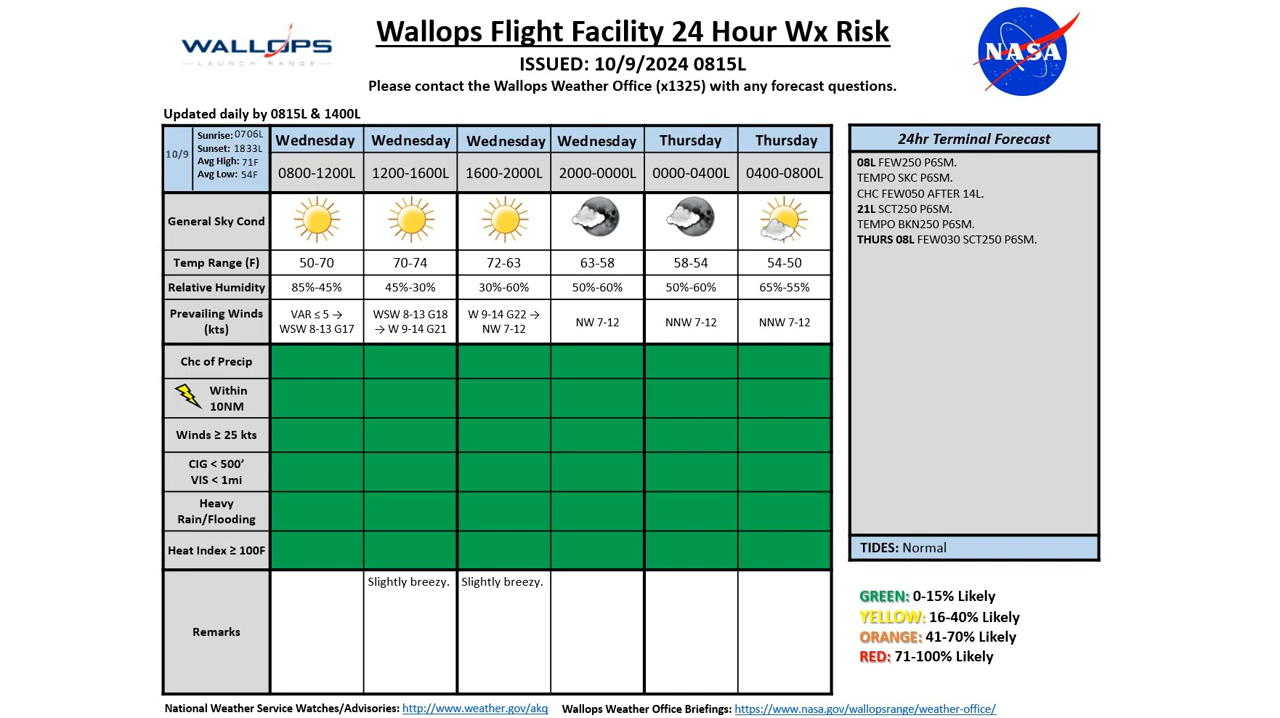 WALLOPS
LAUNCH RANGE
Wallops Flight Facility 24 Hour Wx Risk
ISSUED: 10/9/2024 0815L
Please contact the Wallops Weather Office (x1325) with any forecast questions.
NASA
Updated daily by 0815L & 1400L
10/9
Sunrise: 0706L
Sunset: 1833L
Avg High: 71F
Avg Low: 54F
Wednesday Wednesday Wednesday Wednesday Thursday Thursday
0800-1200L 1200-1600L 1600-2000L 2000-0000L 0000-0400L 0400-0800L
General Sky Cond
Temp Range (F) 50-70 70-74 72-63 63-58 58-54 54-50
Relative Humidity 85%-45% 45%-30% 30%-60% 50%-60% 50%-60% 65%-55%
Prevailing Winds (kts) VAR ≤ 5 → WSW 8-13 G17 WSW 8-13 G18 → W 9-14 G21 W 9-14 G22 → NW 7-12 NW 7-12 NNW 7-12 NNW 7-12
Chc of Precip
Within
10NM
Winds ≥ 25 kts
CIG < 500’
VIS < 1mi
Heavy
Rain/Flooding
Heat Index ≥ 100F
Remarks Slightly breezy. Slightly breezy.
24hr Terminal Forecast
08L FEW250 P6SM.
TEMPO SKC P6SM.
CHC FEW050 AFTER 14L.
21L SCT250 P6SM.
TEMPO BKN250 P6SM.
THURS 08L FEW030 SCT250 P6SM.
TIDES: Normal
GREEN: 0-15% Likely
YELLOW: 16-40% Likely
ORANGE: 41-70% Likely
RED: 71-100% Likely
National Weather Service Watches/Advisories: http://www.weather.gov/akq Wallops Weather Office Briefings: https://www.nasa.gov/wallopsrange/weather-office/